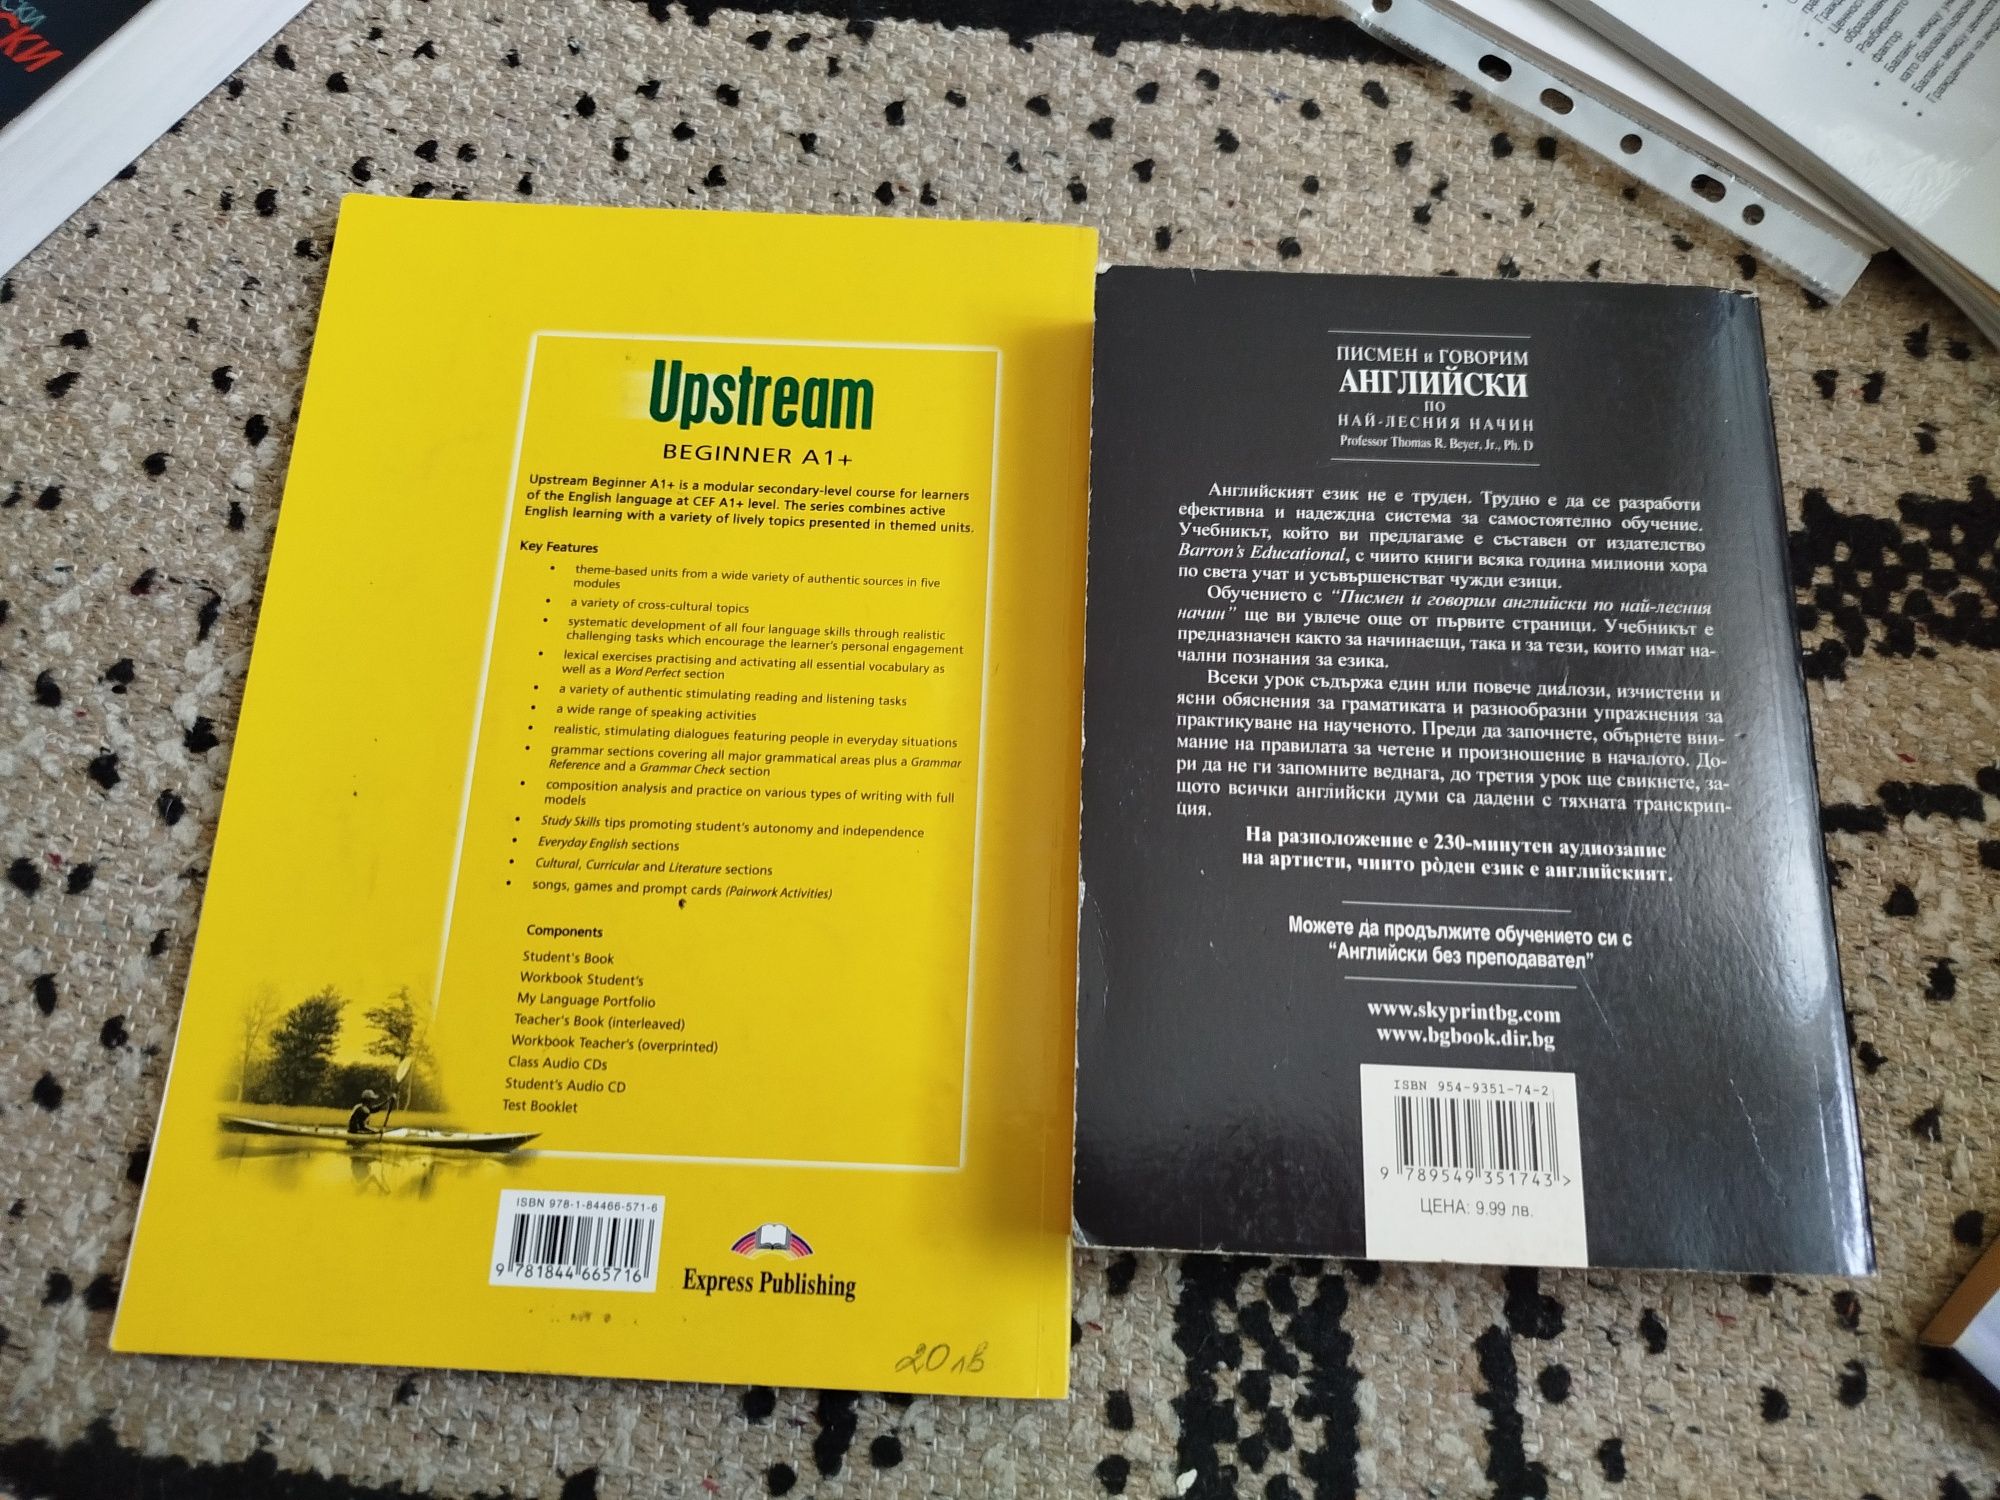 СКИ
СКИ
Upstream
BEGINNER A1+
Upstream Beginner A1+ is a modular secondary-level course for learners
of the English language at CEF A1+ level. The series combines active
English learning with a variety of lively topics presented in themed units.
Key Features
• theme-based units from a wide variety of authentic sources in five
modules
• a variety of cross-cultural topics
• systematic development of all four language skills through realistic
challenging tasks which encourage the learner's personal engagement
• lexical exercises practising and activating all essential vocabulary as
well as a Word Perfect section
• a variety of authentic stimulating reading and listening tasks
• a wide range of speaking activities
• realistic, stimulating dialogues featuring people in everyday situations
• grammar sections covering all major grammatical areas plus a Grammar
Reference and a Grammar Check section
• composition analysis and practice on various types of writing with full
models
• Study Skills tips promoting student's autonomy and independence
• Everyday English sections
• Cultural, Curricular and Literature sections
• songs, games and prompt cards (Pairwork Activities)
Components
Student's Book
Workbook Student's
My Language Portfolio
Teacher's Book (interleaved)
Workbook Teacher's (overprinted)
Class Audio CDs
Student's Audio CD
Test Booklet
ISBN 978-1-84466-571-6
9 781844 665716
Express Publishing
20 лв
ПИСМЕН и ГОВОРИМ
АНГЛИЙСКИ
ПО
НАЙ-ЛЕСНИЯ НАЧИН
Professor Thomas R. Beyer, Jr., Ph. D
Английският език не е труден. Трудно е да се разработи
ефективна и надеждна система за самостоятелно обучение.
Учебникът, който ви предлагаме е съставен от издателство
Barron's Educational, с чиито книги всяка година милиони хора
по света учат и усъвършенстват чужди езици.
Обучението с “Писмен и говорим английски по най-лесния
начин” ще ви увлече още от първите страници. Учебникът е
предназначен както за начинаещи, така и за тези, които имат на-
чални познания за езика.
Всеки урок съдържа един или повече диалози, изчистени и
ясни обяснения за граматиката и разнообразни упражнения за
практикуване на наученото. Преди да започнете, обърнете вни-
мание на правилата за четене и произношение в началото. До-
ри да не ги запомните веднага, до третия урок ще свикнете, за-
щото всички английски думи са дадени с тяхната транскрип-
ция.
На разположение е 230-минутен аудиозапис
на артисти, чиито ро̀ден език е английският.
Можете да продължите обучението си с
“Английски без преподавател”
www.skyprintbg.com
www.bgbook.dir.bg
ISBN 954-9351-74-2
9 789549 351743 >
ЦЕНА: 9.99 лв.